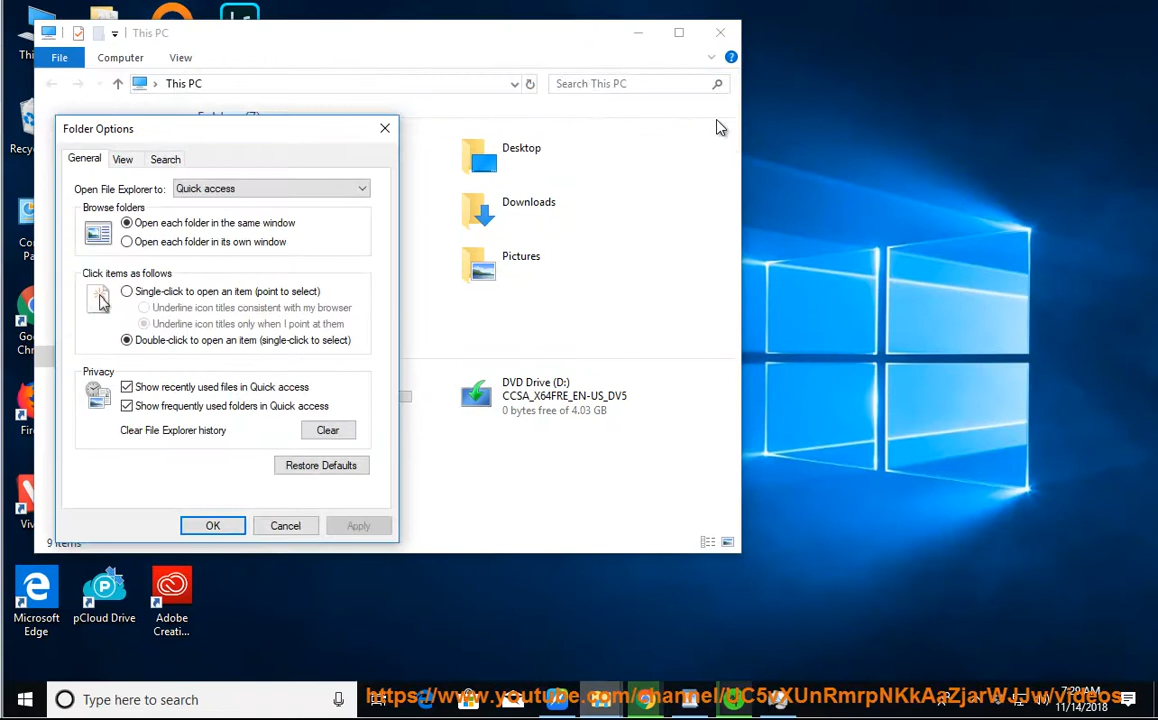 This PC
File
Computer
View
This PC
Search This PC
Folder Options
General
View
Search
Open File Explorer to:
Quick access
Browse folders
Open each folder in the same window
Open each folder in its own window
Click items as follows
Single-click to open an item (point to select)
Underline icon titles consistent with my browser
Underline icon titles only when I point at them
Double-click to open an item (single-click to select)
Privacy
Show recently used files in Quick access
Show frequently used folders in Quick access
Clear File Explorer history
Clear
Restore Defaults
OK
Cancel
Apply
Desktop
Downloads
Pictures
DVD Drive (D:)
CCSA_X64FRE_EN-US_DV5
0 bytes free of 4.03 GB
9 items
Microsoft
Edge
pCloud Drive
Adobe
Creati...
Type here to search
7:20 AM
11/14/2018